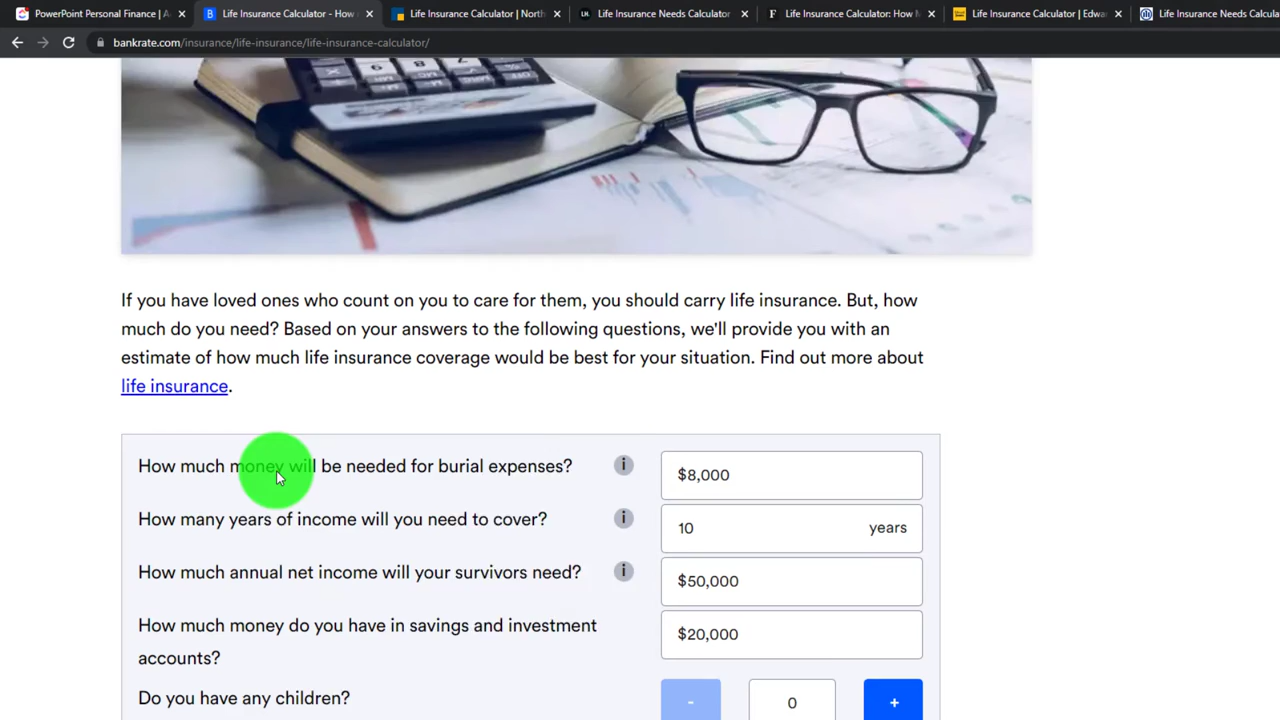 PowerPoint Personal Finance | A
Life Insurance Calculator - How
Life Insurance Calculator | North
Life Insurance Needs Calculator
Life Insurance Calculator: How
Life Insurance Calculator | Edwa
Life Insurance Needs Calcula
bankrate.com/insurance/life-insurance/life-insurance-calculator/
If you have loved ones who count on you to care for them, you should carry life insurance. But, how
much do you need? Based on your answers to the following questions, we'll provide you with an
estimate of how much life insurance coverage would be best for your situation. Find out more about
life insurance.
How much money will be needed for burial expenses? i $8,000
How many years of income will you need to cover? i 10 years
How much annual net income will your survivors need? i $50,000
How much money do you have in savings and investment $20,000
accounts?
Do you have any children? - 0 +